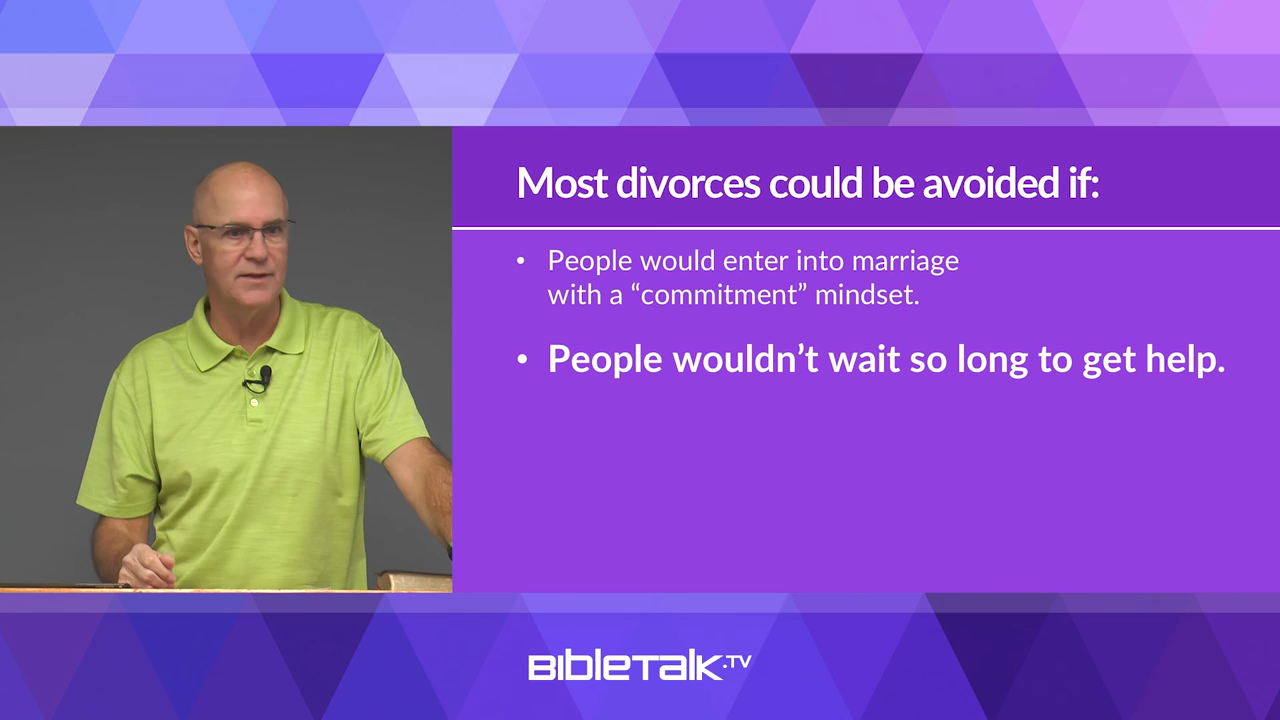 Most divorces could be avoided if:
• People would enter into marriage
with a “commitment” mindset.
• People wouldn’t wait so long to get help.
BibleTalk.TV